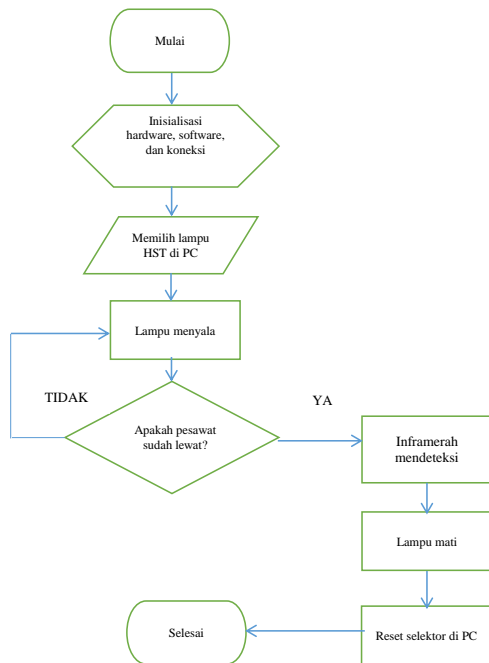 Mulai
Inisialisasi
hardware, software,
dan koneksi
Memilih lampu
HST di PC
Lampu menyala
TIDAK
YA
Apakah pesawat
sudah lewat?
Inframerah
mendeteksi
Lampu mati
Reset selektor di PC
Selesai